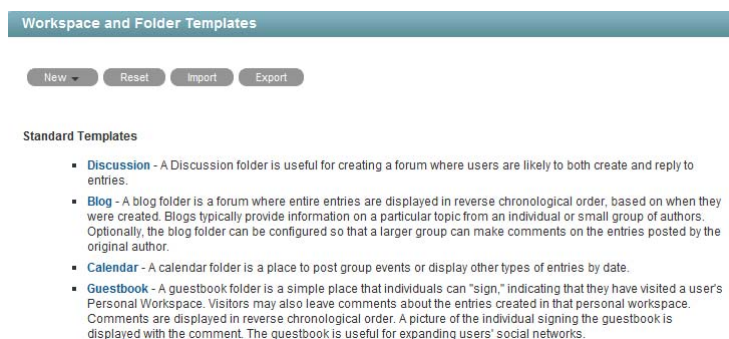 Workspace and Folder Templates
New Reset Import Export
Standard Templates
Discussion - A Discussion folder is useful for creating a forum where users are likely to both create and reply to
entries.
Blog - A blog folder is a forum where entire entries are displayed in reverse chronological order, based on when they
were created. Blogs typically provide information on a particular topic from an individual or small group of authors.
Optionally, the blog folder can be configured so that a larger group can make comments on the entries posted by the
original author.
Calendar - A calendar folder is a place to post group events or display other types of entries by date.
Guestbook - A guestbook folder is a simple place that individuals can "sign," indicating that they have visited a user's
Personal Workspace. Visitors may also leave comments about the entries created in that personal workspace.
Comments are displayed in reverse chronological order. A picture of the individual signing the guestbook is
displayed with the comment. The guestbook is useful for expanding users' social networks.